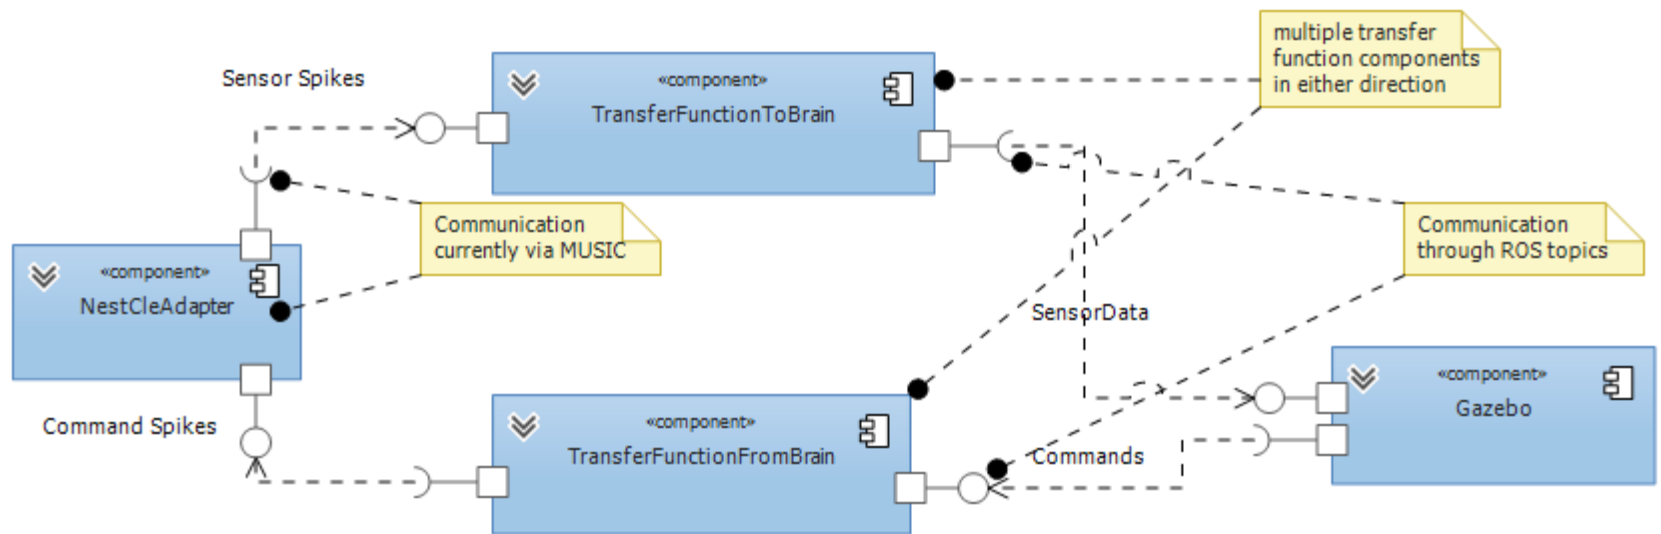 multiple transfer
function components
in either direction
Sensor Spikes
«component»
TransferFunctionToBrain
Communication
currently via MUSIC
Communication
through ROS topics
«component»
NestCleAdapter
SensorData
«component»
Gazebo
Command Spikes
«component»
TransferFunctionFromBrain
Commands